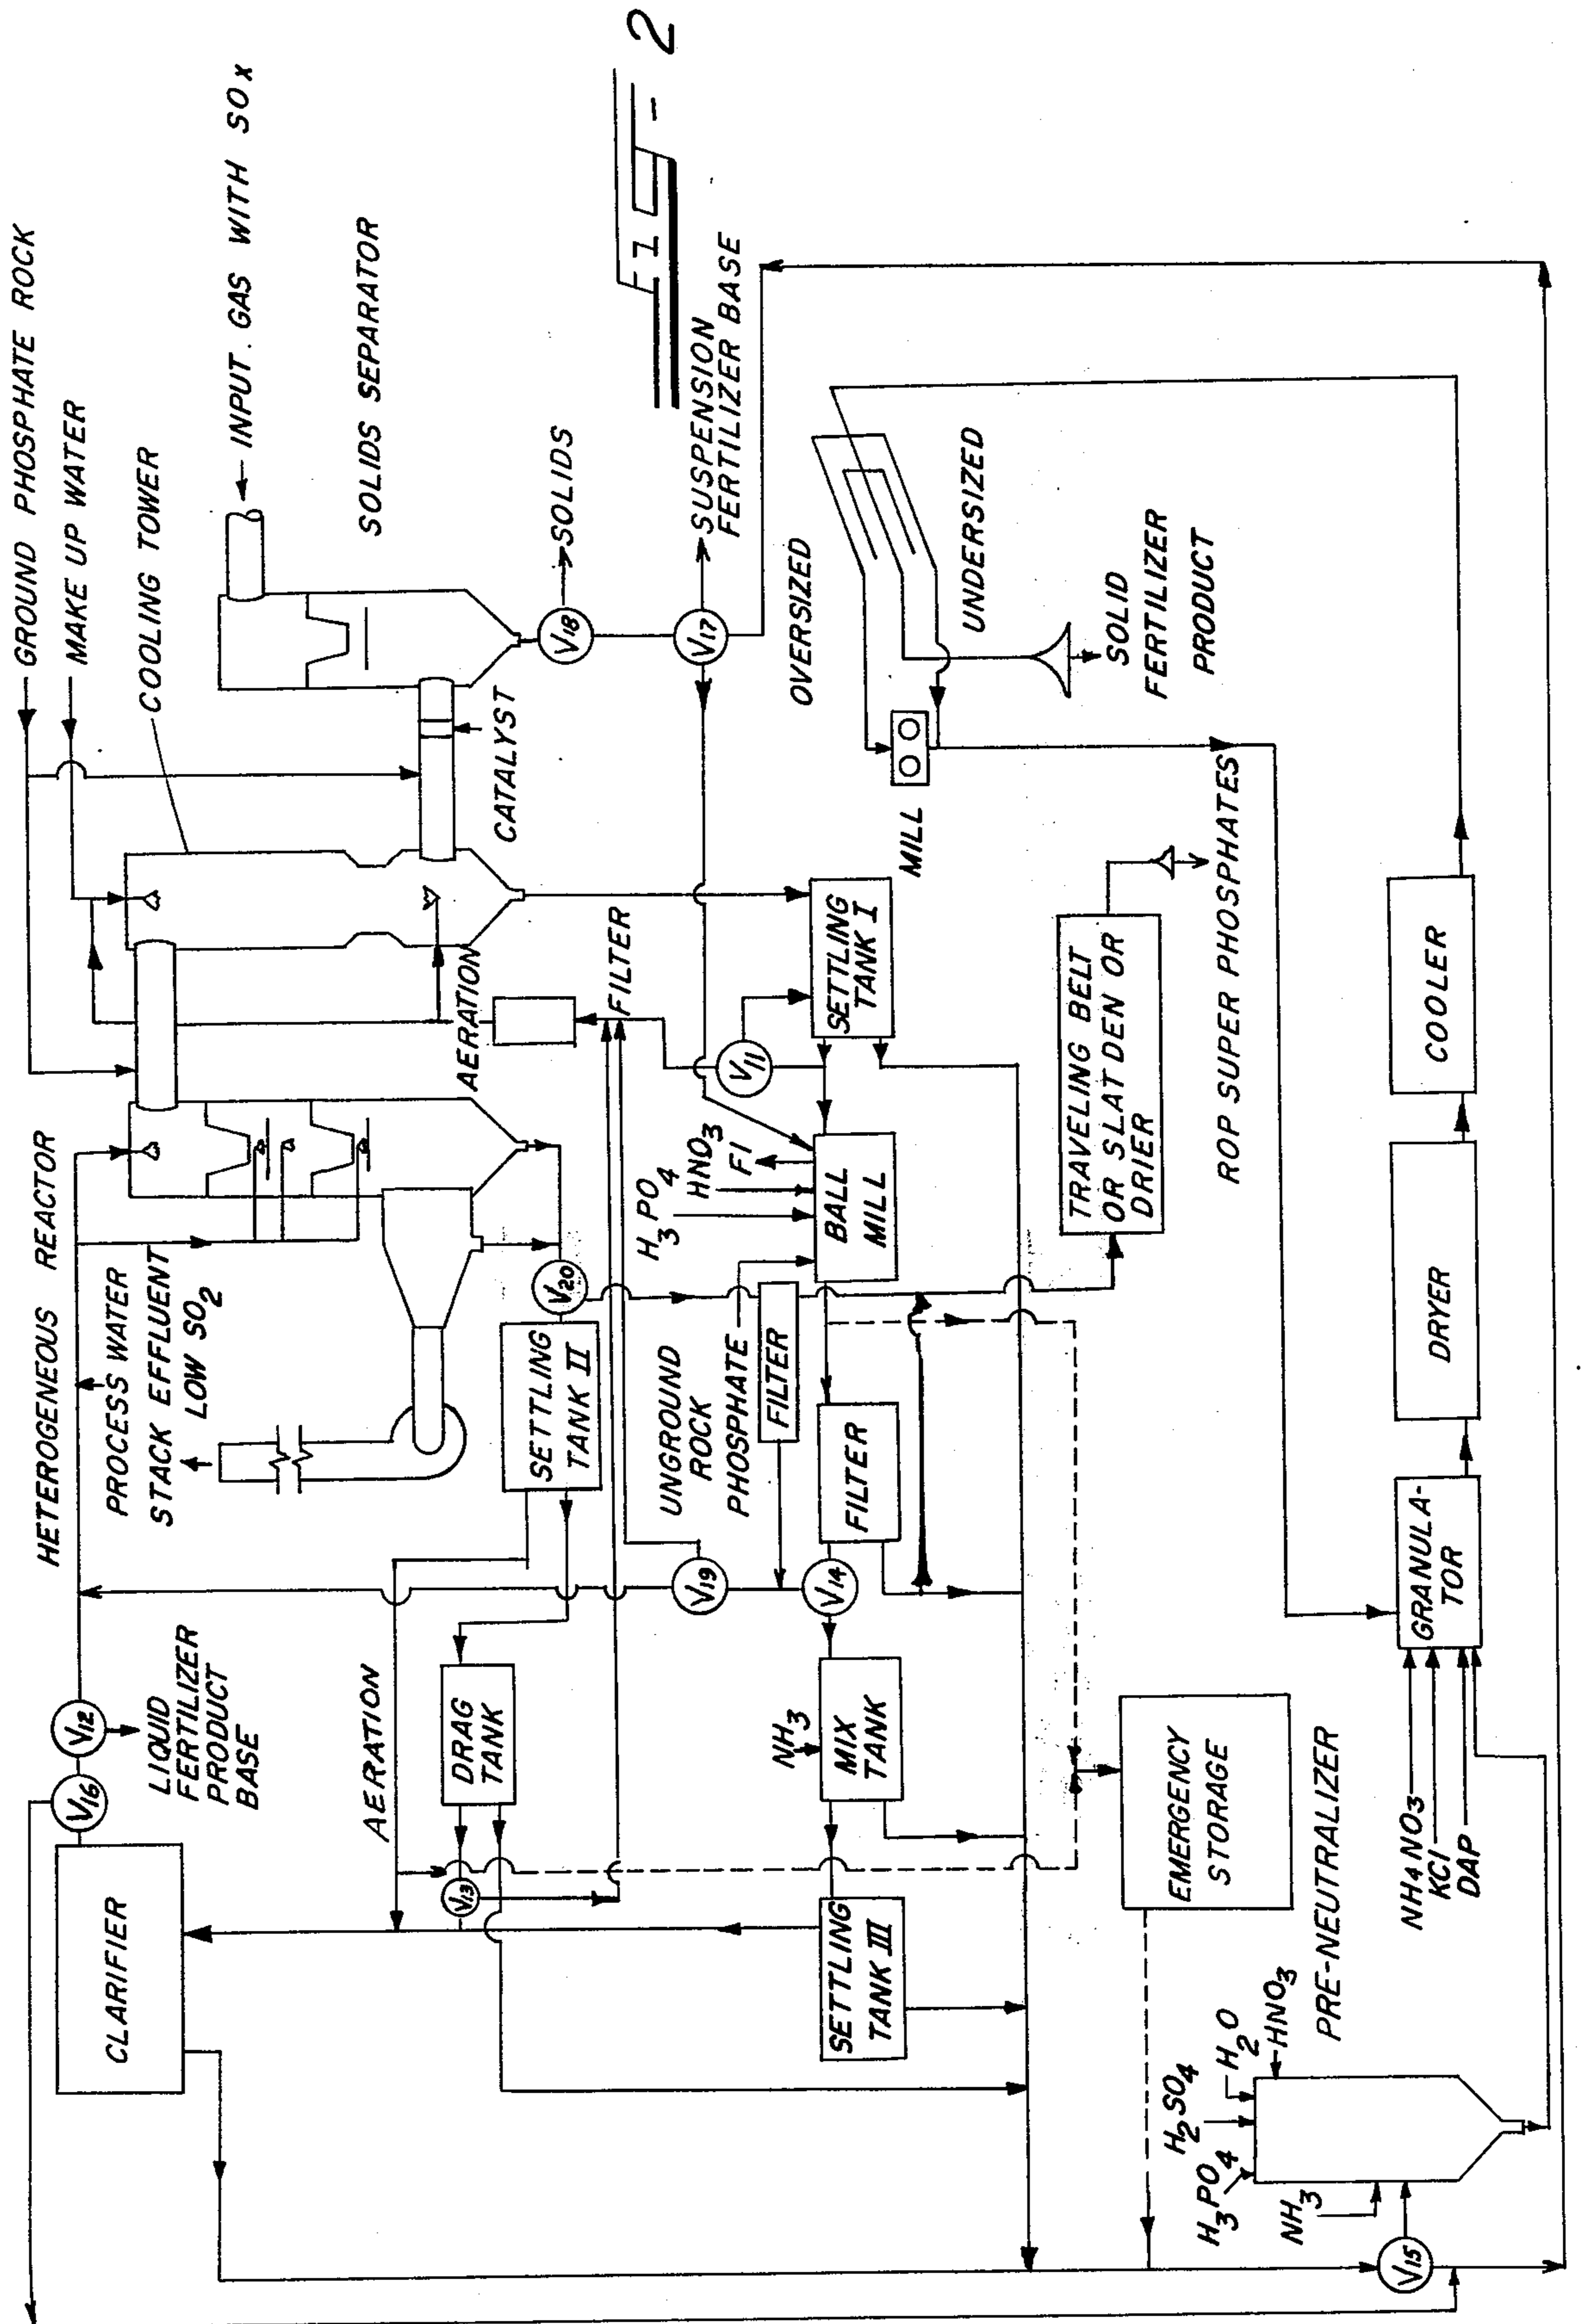 GROUND PHOSPHATE ROCK
MAKE UP WATER
COOLING TOWER
INPUT. GAS WITH SOx
SOLIDS SEPARATOR
Fig-2
HETEROGENEOUS REACTOR
PROCESS WATER
STACK EFFLUENT
LOW SO2
V12
V16
LIQUID
FERTILIZER
PRODUCT
BASE
CLARIFIER
AERATION
CATALYST
V18
SOLIDS
V17
SUSPENSION
FERTILIZER BASE
AERATION
FILTER
V20
SETTLING
TANK II
DRAG
TANK
V13
V11
SETTLING
TANK I
H3PO4
HNO3
Fl
BALL
MILL
UNGROUND
ROCK
PHOSPHATE
FILTER
FILTER
V19
V14
NH3
MIX
TANK
SETTLING
TANK III
OVERSIZED
UNDERSIZED
MILL
SOLID
FERTILIZER
PRODUCT
TRAVELING BELT
OR SLAT DEN OR
DRIER
ROP SUPER PHOSPHATES
EMERGENCY
STORAGE
COOLER
DRYER
GRANULA-
TOR
NH4NO3
KCl
DAP
PRE-NEUTRALIZER
H3PO4
H2SO4
H2O
HNO3
NH3
V15